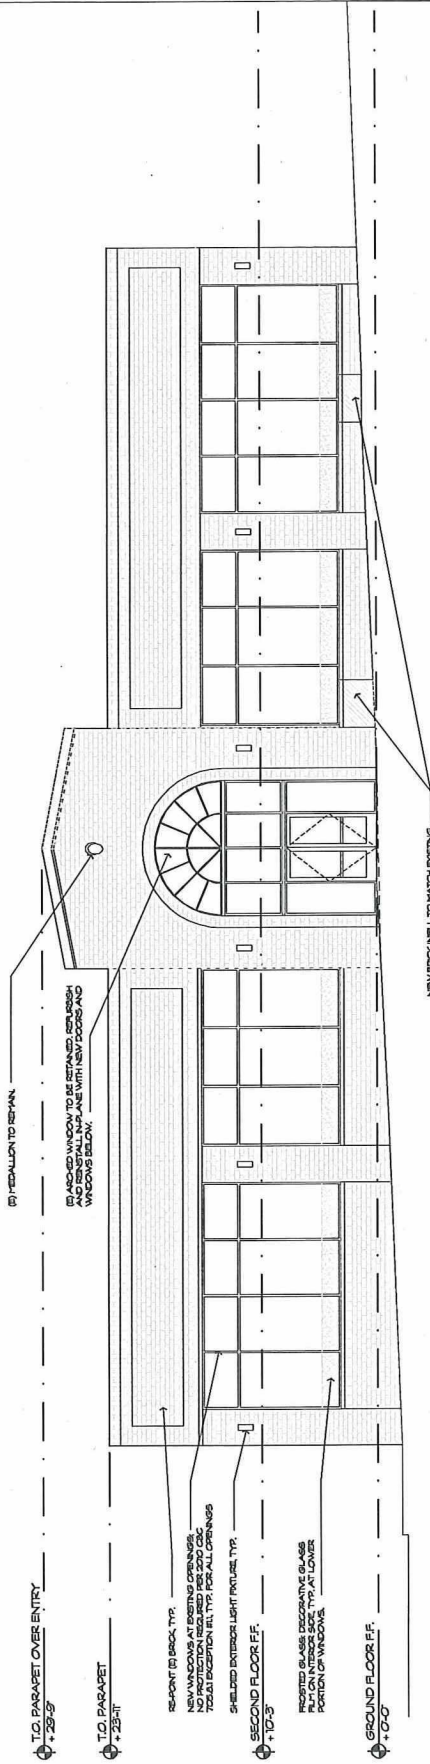 T.O. PARAPET OVER ENTRY
+ 29'-9"
T.O. PARAPET
+ 23'-11"
SECOND FLOOR F.F.
+ 10'-3"
GROUND FLOOR F.F.
+ 0'-0"
(E) MEDALLION TO REMAIN.
(E) ARCHED WINDOW TO BE RETAINED, REFURBISH
AND REINSTALL IN-PLANE WITH NEW DOORS AND
WINDOWS BELOW.
RE-POINT (E) BRICK, TYP.
NEW WINDOWS AT EXISTING OPENINGS;
NO PROTECTION REQUIRED PER 2010 CBC
705.8.1 EXCEPTION #1.1, TYP. FOR ALL OPENINGS
SHIELDED EXTERIOR LIGHT FIXTURE, TYP.
FROSTED GLASS: DECORATIVE GLASS
FILM ON INTERIOR SIDE, TYP. AT LOWER
PORTION OF WINDOWS.
NEW BRICK INFILL TO MATCH EXISTING